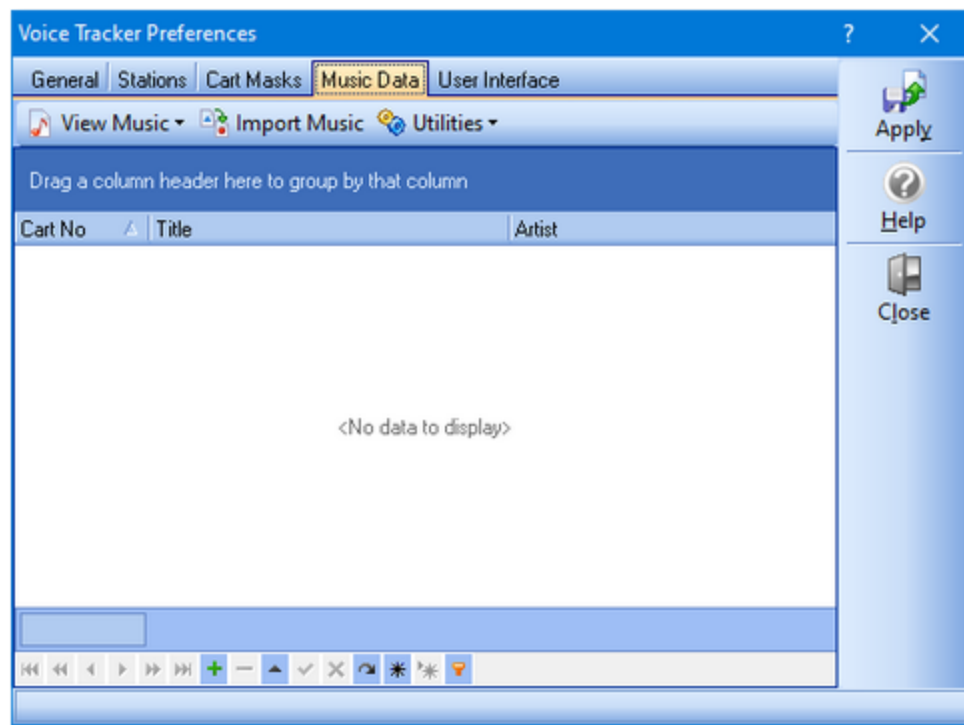 Voice Tracker Preferences ?
General Stations Cart Masks Music Data User Interface
View Music Import Music Utilities
Apply
Drag a column header here to group by that column
Help
Cart No Title Artist
Close
<No data to display>